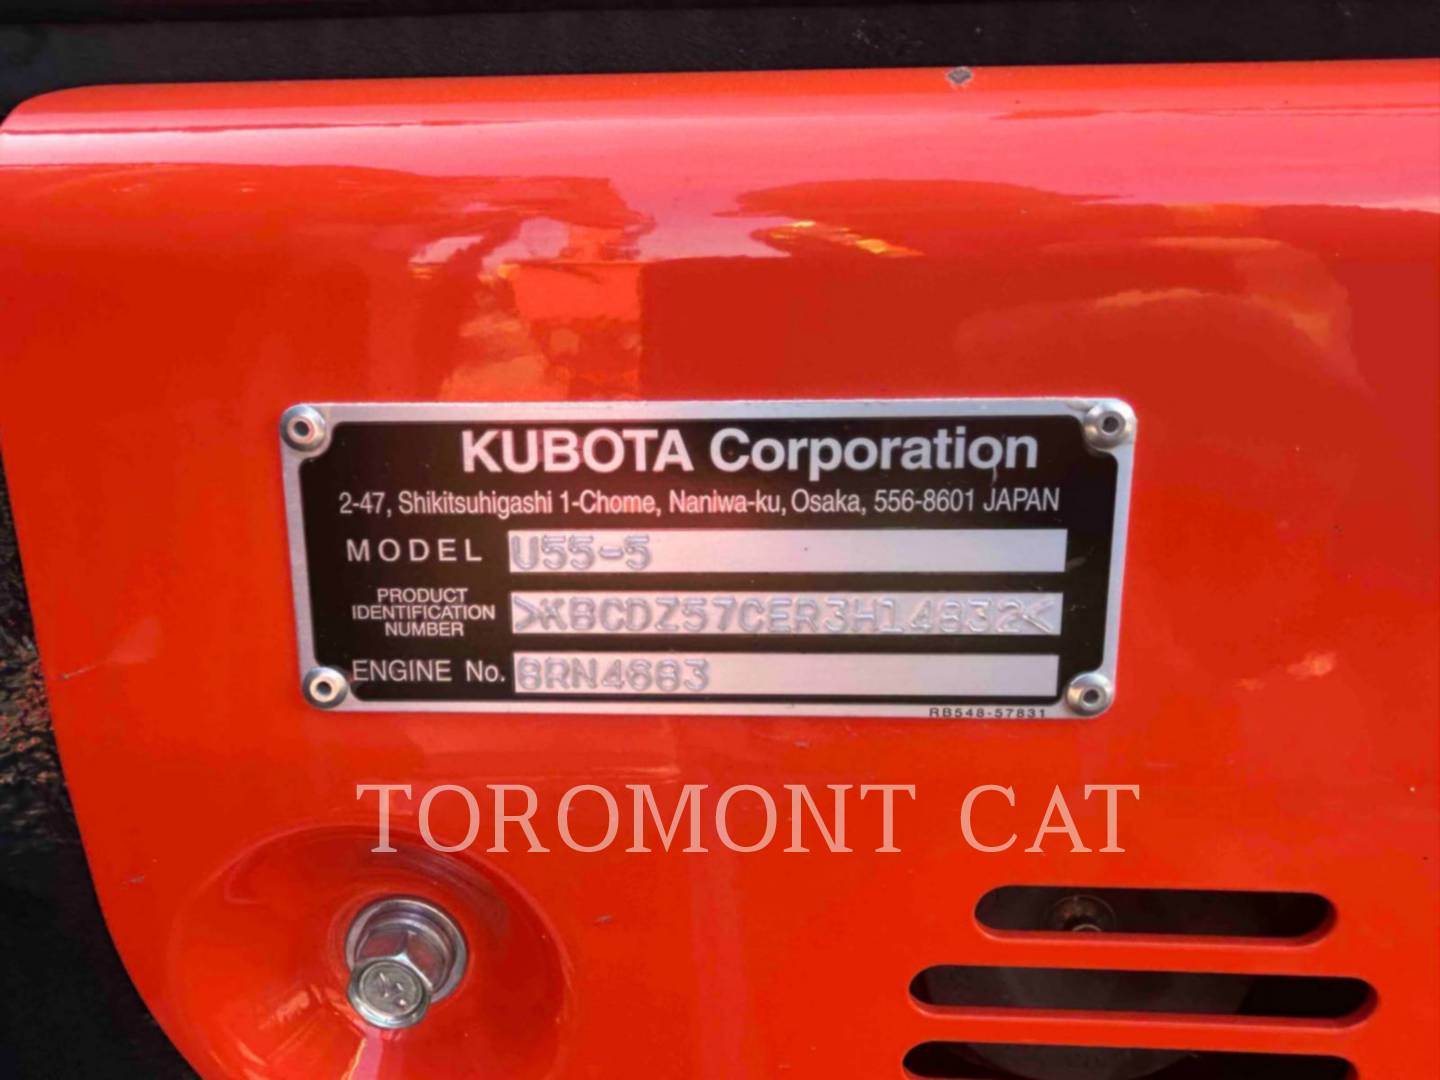 KUBOTA Corporation
2-47, Shikitsuhigashi 1-Chome, Naniwa-ku, Osaka, 556-8601 JAPAN
MODEL U55-5
PRODUCT
IDENTIFICATION
NUMBER >KBCDZ57CER3H14832<
ENGINE No. 8RN4683
RB548-57831
TOROMONT CAT